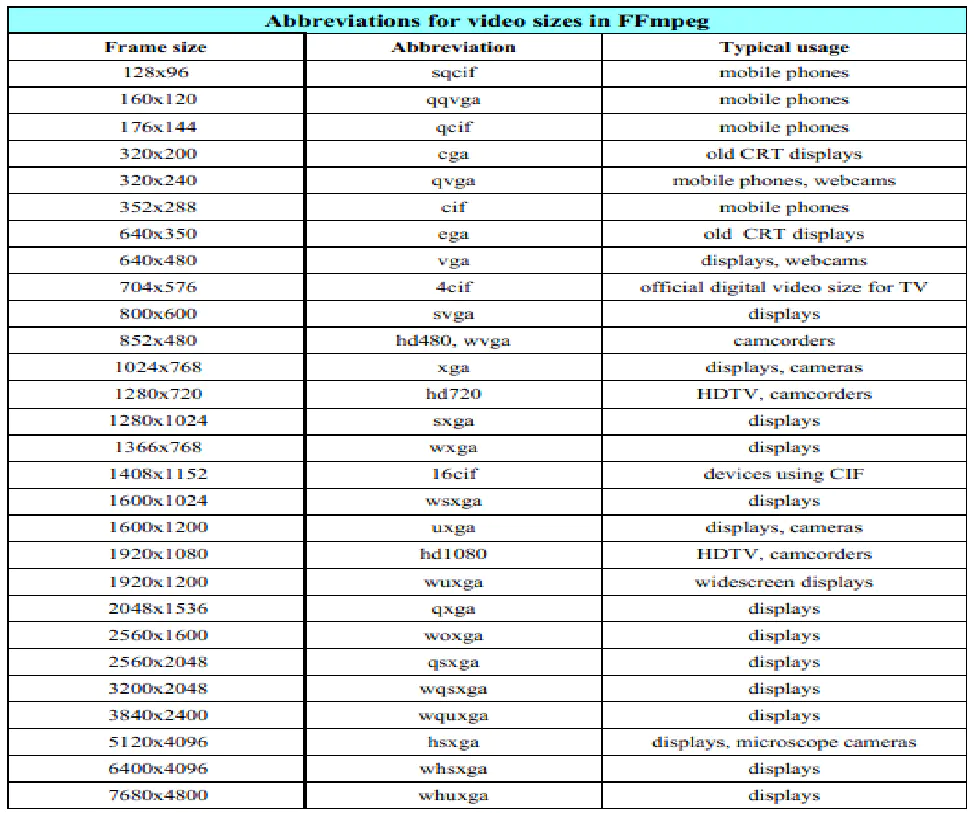 Abbreviations for video sizes in FFmpeg
Frame size Abbreviation Typical usage
128x96 sqcif mobile phones
160x120 qqvga mobile phones
176x144 qcif mobile phones
320x200 cga old CRT displays
320x240 qvga mobile phones, webcams
352x288 cif mobile phones
640x350 ega old CRT displays
640x480 vga displays, webcams
704x576 4cif official digital video size for TV
800x600 svga displays
852x480 hd480, wvga camcorders
1024x768 xga displays, cameras
1280x720 hd720 HDTV, camcorders
1280x1024 sxga displays
1366x768 wxga displays
1408x1152 16cif devices using CIF
1600x1024 wsxga displays
1600x1200 uxga displays, cameras
1920x1080 hd1080 HDTV, camcorders
1920x1200 wuxga widescreen displays
2048x1536 qxga displays
2560x1600 woxga displays
2560x2048 qsxga displays
3200x2048 wqsxga displays
3840x2400 wquxga displays
5120x4096 hsxga displays, microscope cameras
6400x4096 whsxga displays
7680x4800 whuxga displays